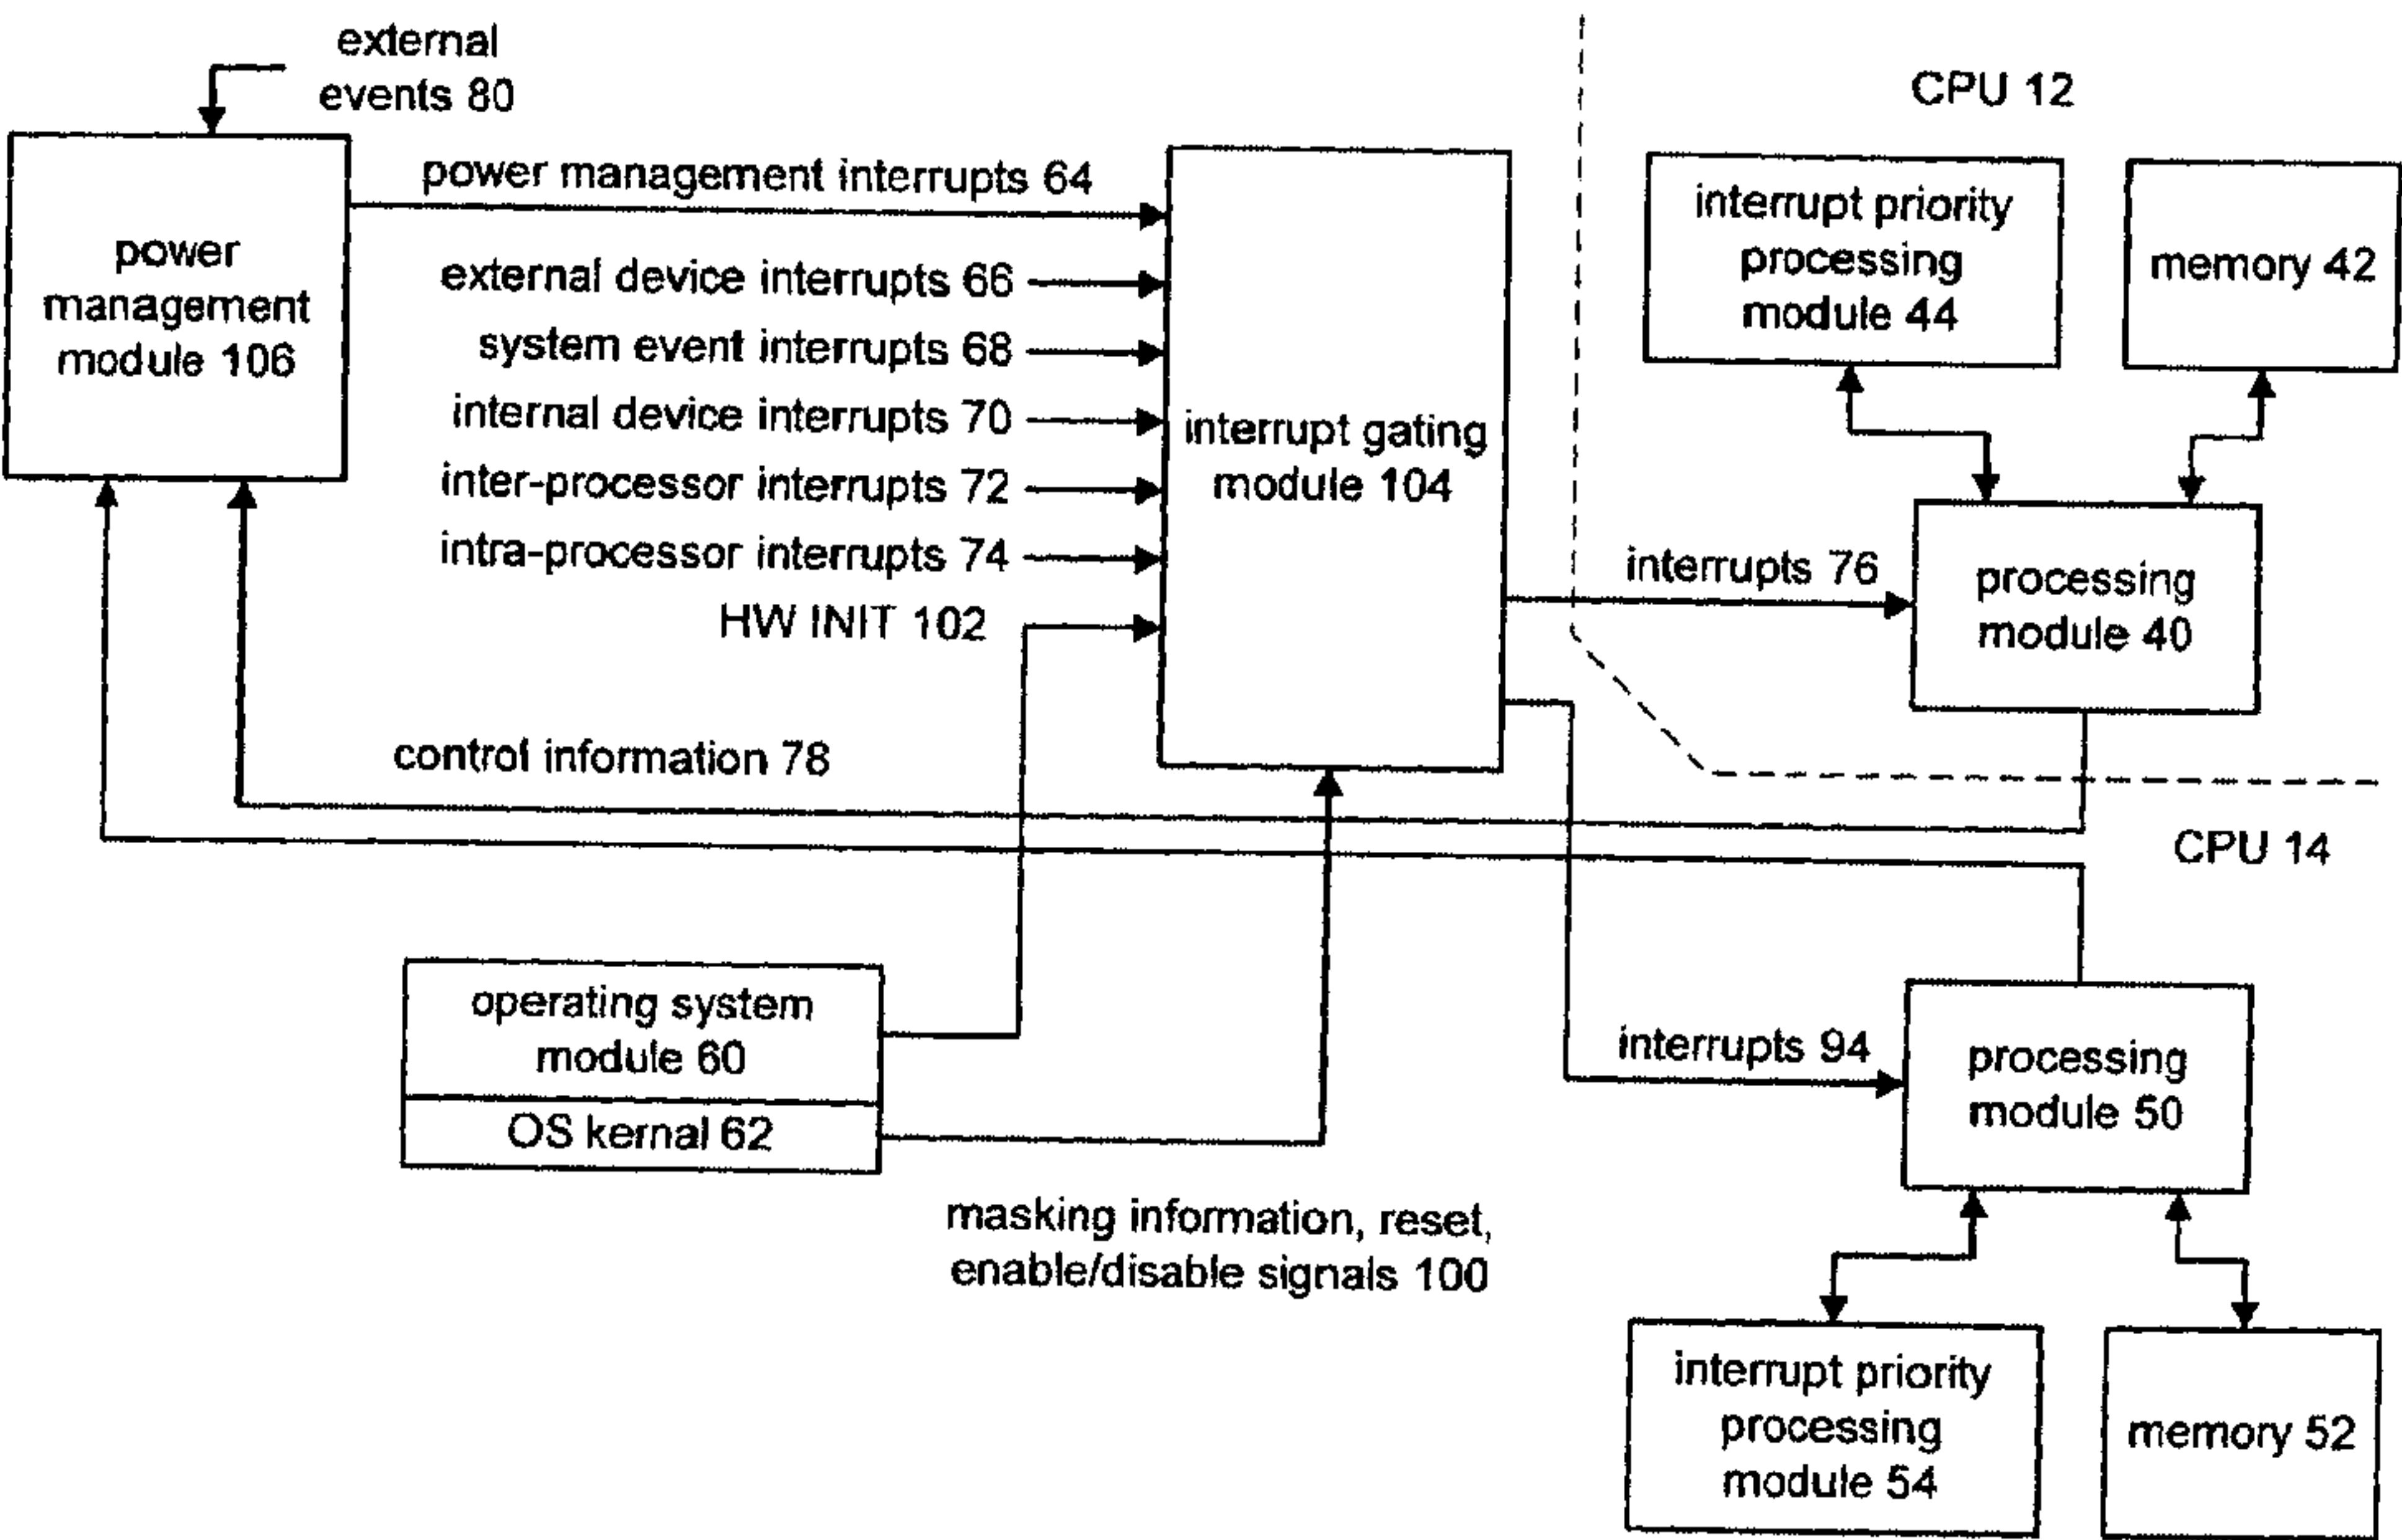 external
events 80
CPU 12
power management interrupts 64
power
management
module 106
external device interrupts 66
system event interrupts 68
internal device interrupts 70
inter-processor interrupts 72
intra-processor interrupts 74
HW INIT 102
interrupt gating
module 104
interrupt priority
processing
module 44
memory 42
interrupts 76
processing
module 40
control information 78
CPU 14
operating system
module 60
OS kernal 62
interrupts 94
processing
module 50
masking information, reset,
enable/disable signals 100
interrupt priority
processing
module 54
memory 52